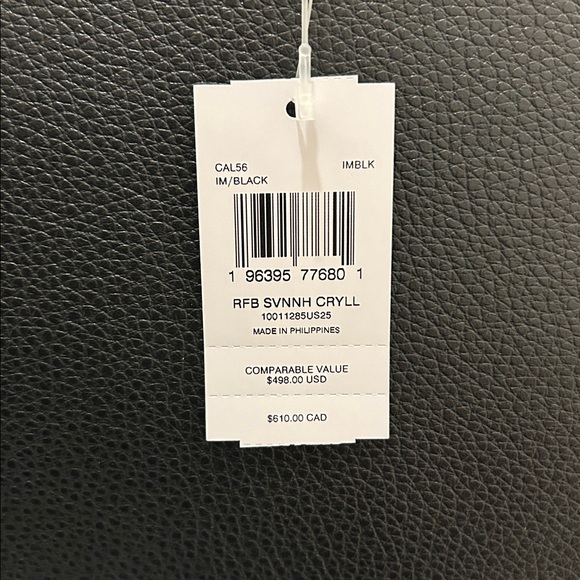 CAL56 IMBLK
IM/BLACK
1 96395 77680 1
RFB SVNNH CRYLL
10011285US25
MADE IN PHILIPPINES
COMPARABLE VALUE
$498.00 USD
$610.00 CAD